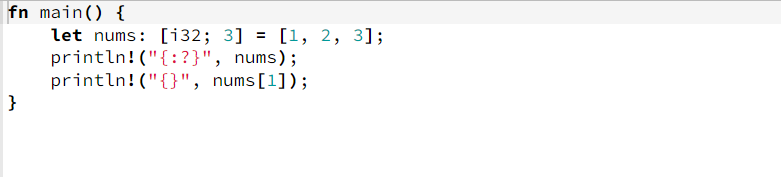 fn main() {
    let nums: [i32; 3] = [1, 2, 3];
    println!("{:?}", nums);
    println!("{}", nums[1]);
}